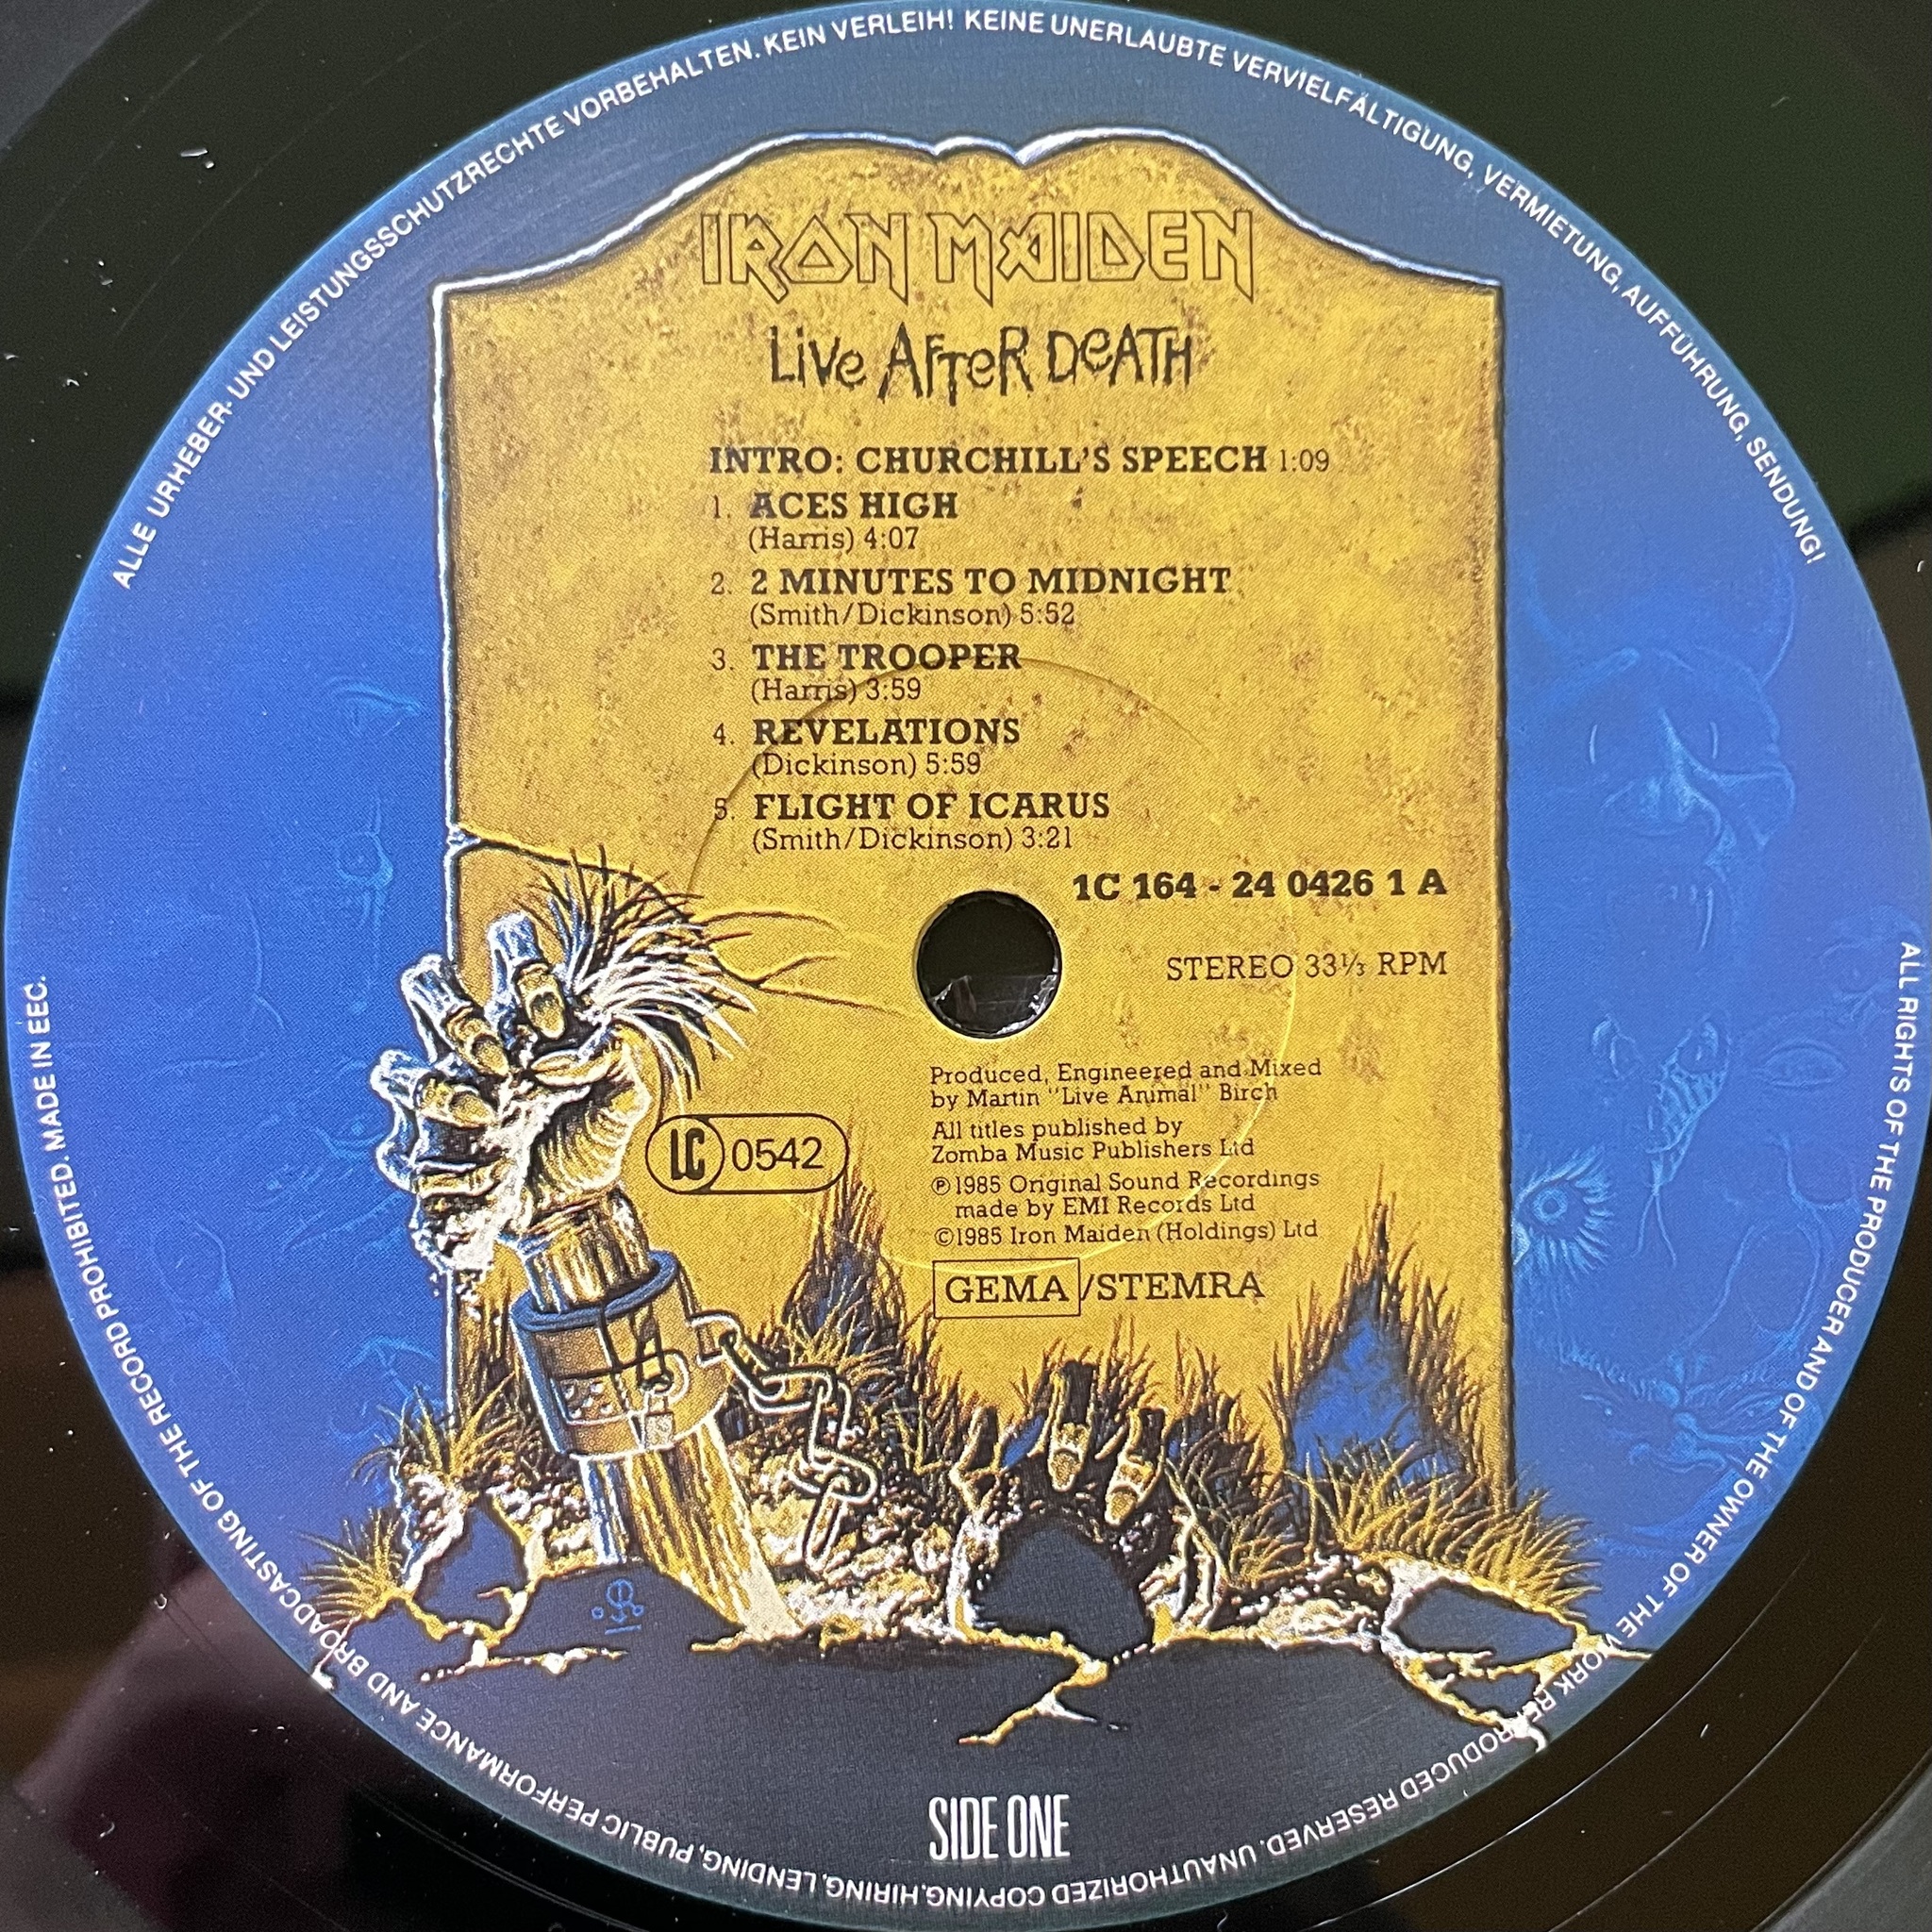 ALLE URHEBER- UND LEISTUNGSSCHUTZRECHTE VORBEHALTEN. KEIN VERLEIH! KEINE UNERLAUBTE VERVIELFÄLTIGUNG, VERMIETUNG, AUFFÜHRUNG, SENDUNG!
IRON MAIDEN
LIVE AFTER DEATH
INTRO: CHURCHILL'S SPEECH 1:09
1. ACES HIGH
(Harris) 4:07
2. 2 MINUTES TO MIDNIGHT
(Smith/Dickinson) 5:52
3. THE TROOPER
(Harris) 3:59
4. REVELATIONS
(Dickinson) 5:59
5. FLIGHT OF ICARUS
(Smith/Dickinson) 3:21
1C 164 - 24 0426 1 A
STEREO 33⅓ RPM
Produced, Engineered and Mixed
by Martin "Live Animal" Birch
All titles published by
Zomba Music Publishers Ltd
℗1985 Original Sound Recordings
made by EMI Records Ltd
©1985 Iron Maiden (Holdings) Ltd
LC 0542
GEMA/STEMRA
SIDE ONE
ALL RIGHTS OF THE PRODUCER AND OF THE OWNER OF THE WORK REPRODUCED RESERVED. UNAUTHORIZED COPYING, HIRING, LENDING, PUBLIC PERFORMANCE AND BROADCASTING OF THE RECORD PROHIBITED. MADE IN EEC.